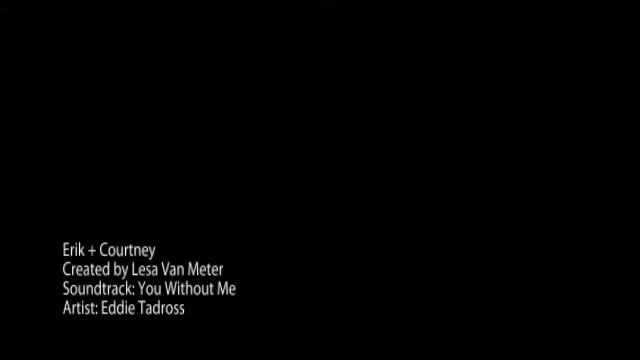 Erik + Courtney
Created by Lesa Van Meter
Soundtrack: You Without Me
Artist: Eddie Tadross